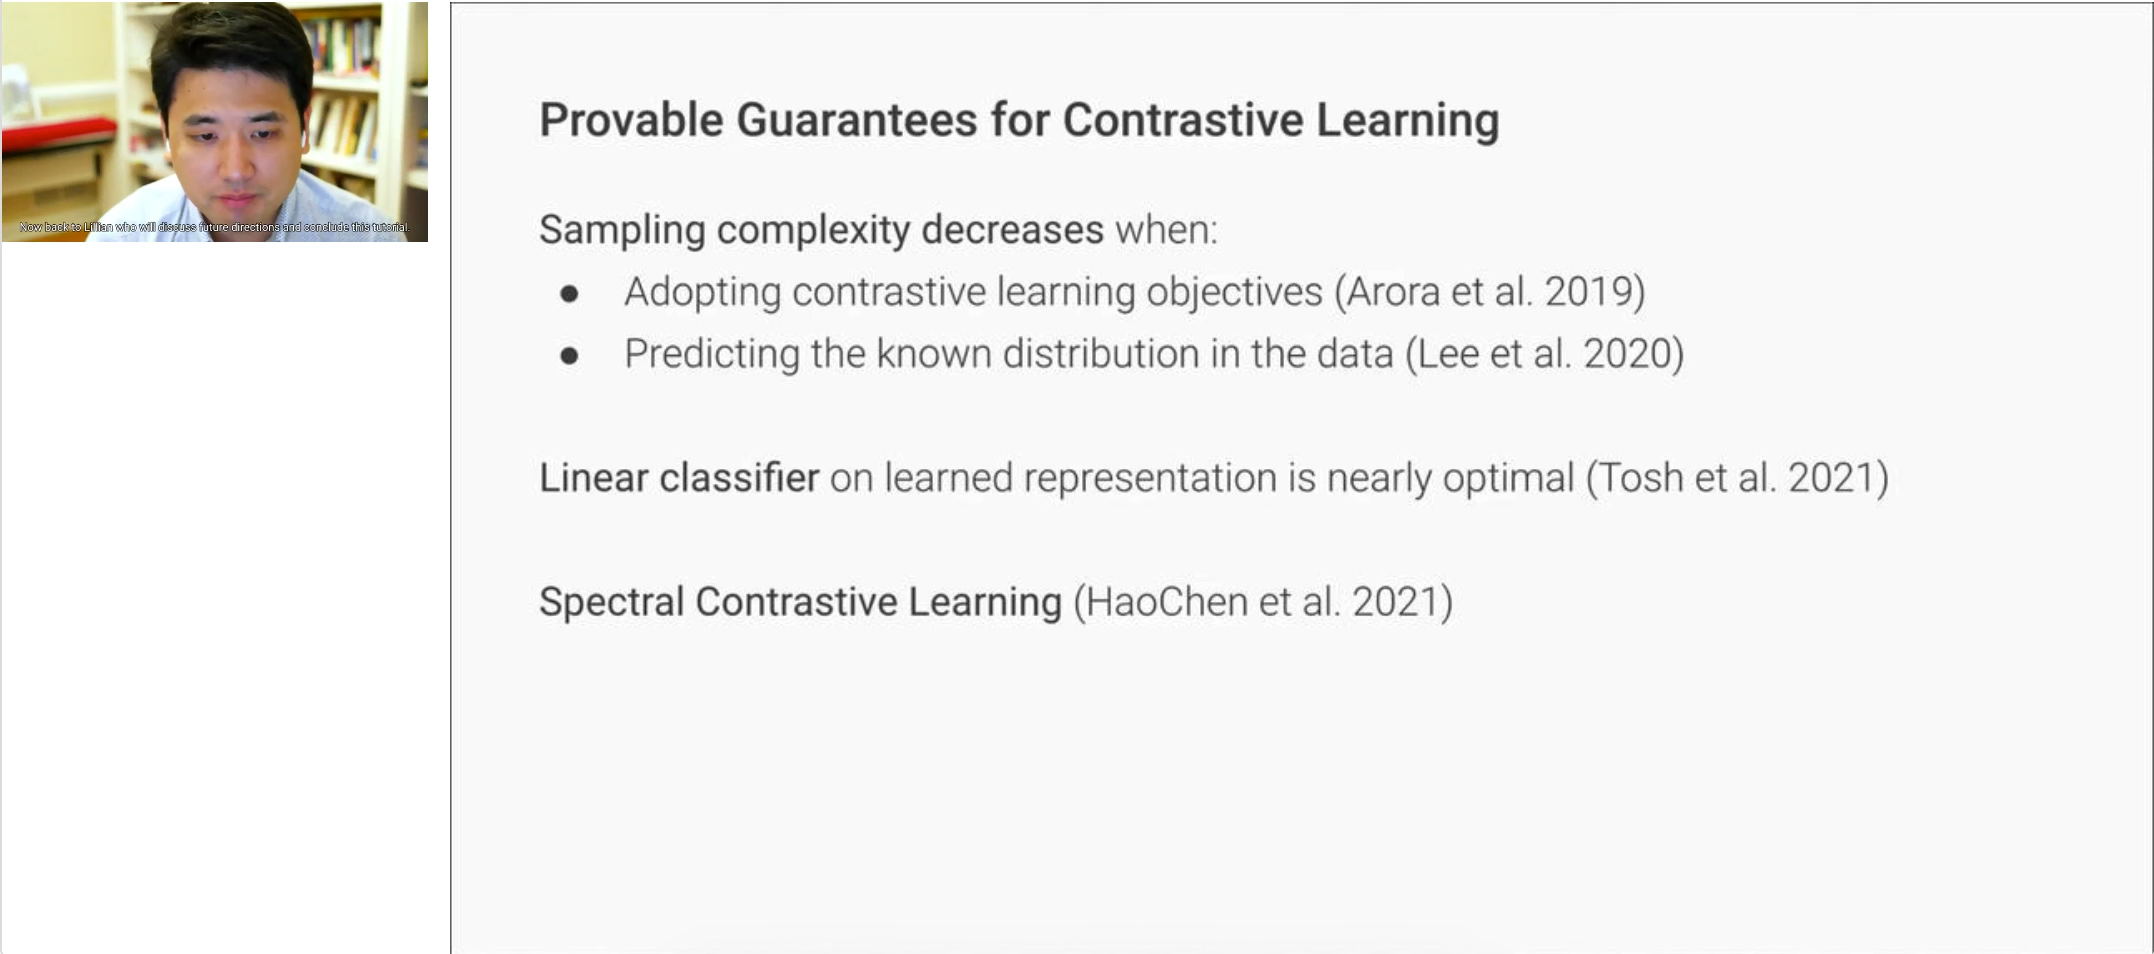 Now back to Lillian who will discuss future directions and conclude this tutorial.
Provable Guarantees for Contrastive Learning
Sampling complexity decreases when:
● Adopting contrastive learning objectives (Arora et al. 2019)
● Predicting the known distribution in the data (Lee et al. 2020)
Linear classifier on learned representation is nearly optimal (Tosh et al. 2021)
Spectral Contrastive Learning (HaoChen et al. 2021)